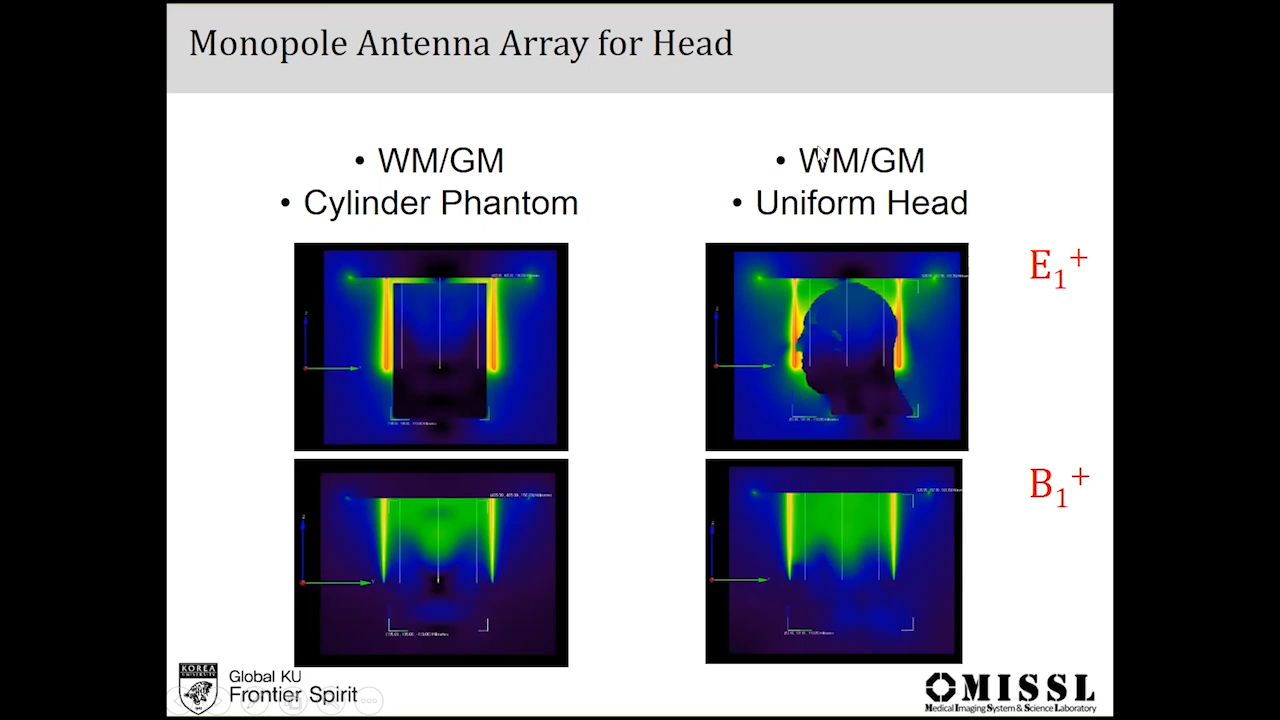 Monopole Antenna Array for Head
• WM/GM
• Cylinder Phantom
• WM/GM
• Uniform Head
E₁⁺
B₁⁺
KOREA
UNIVERSITY
Global KU
Frontier Spirit
MISSL
Medical Imaging System & Science Laboratory